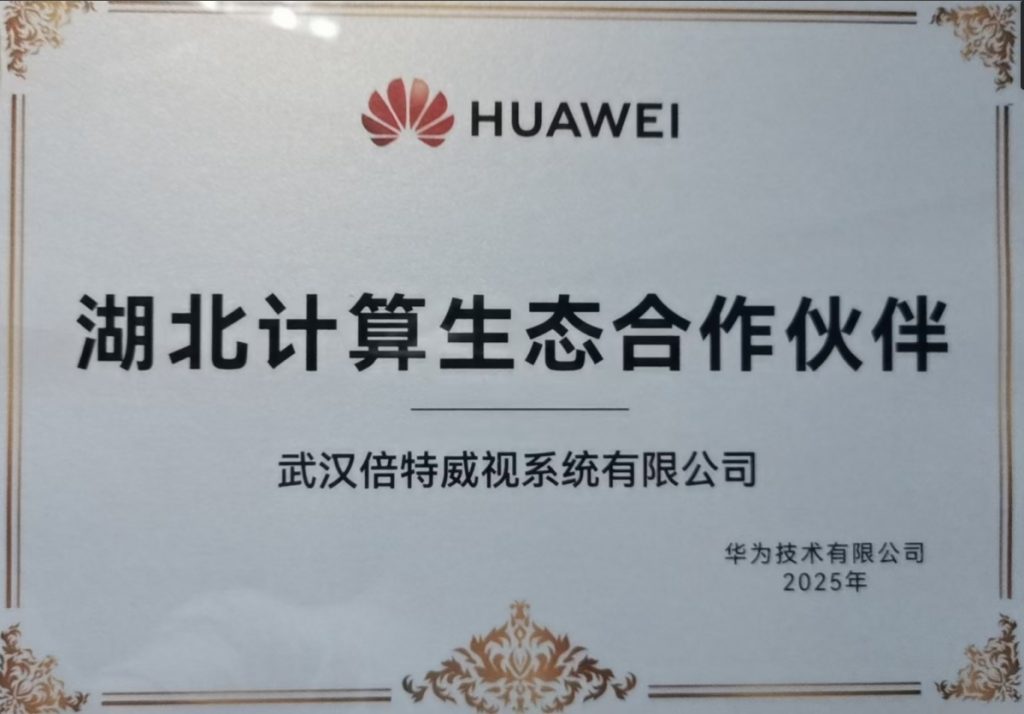 HUAWEI
湖北计算生态合作伙伴
武汉倍特威视系统有限公司
华为技术有限公司
2025年